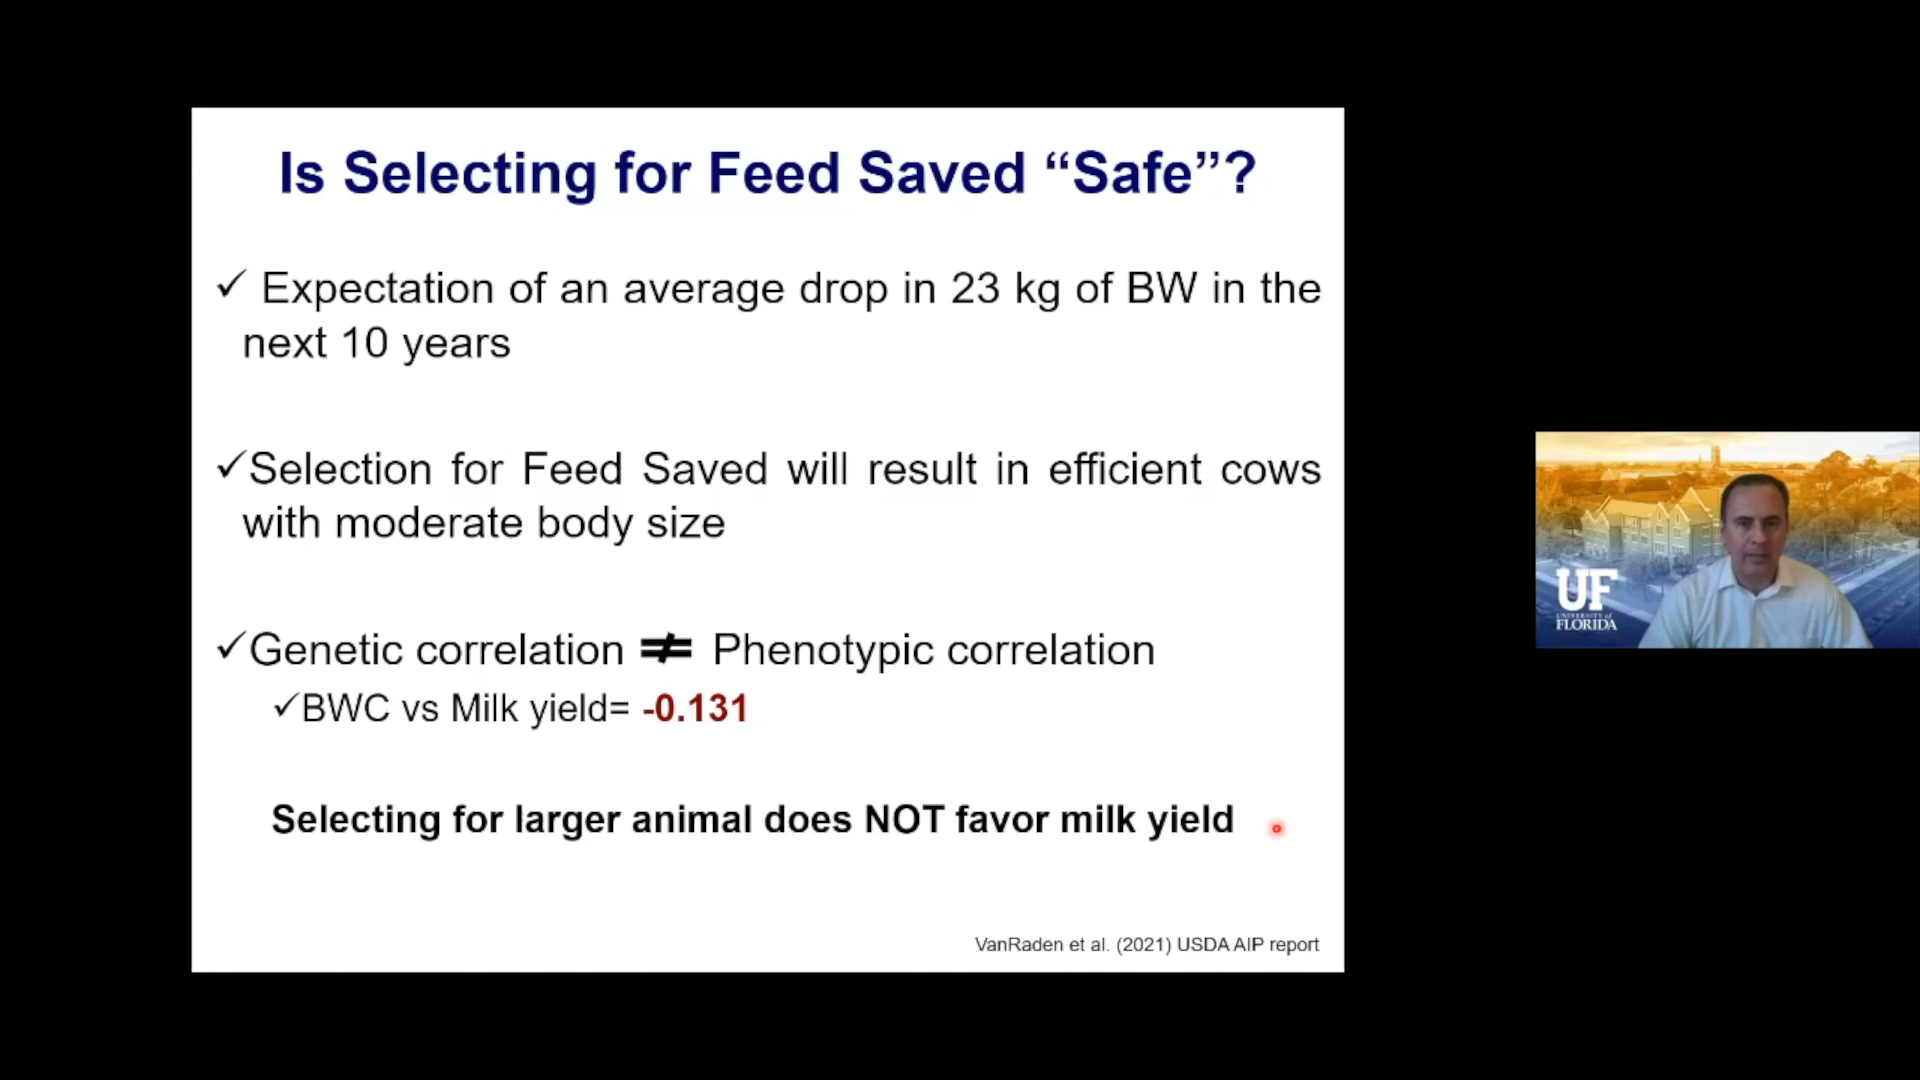 Is Selecting for Feed Saved “Safe”?
✓ Expectation of an average drop in 23 kg of BW in the
next 10 years
✓Selection for Feed Saved will result in efficient cows
with moderate body size
✓Genetic correlation ≠ Phenotypic correlation
✓BWC vs Milk yield= -0.131
Selecting for larger animal does NOT favor milk yield
VanRaden et al. (2021) USDA AIP report
UF
UNIVERSITY of
FLORIDA